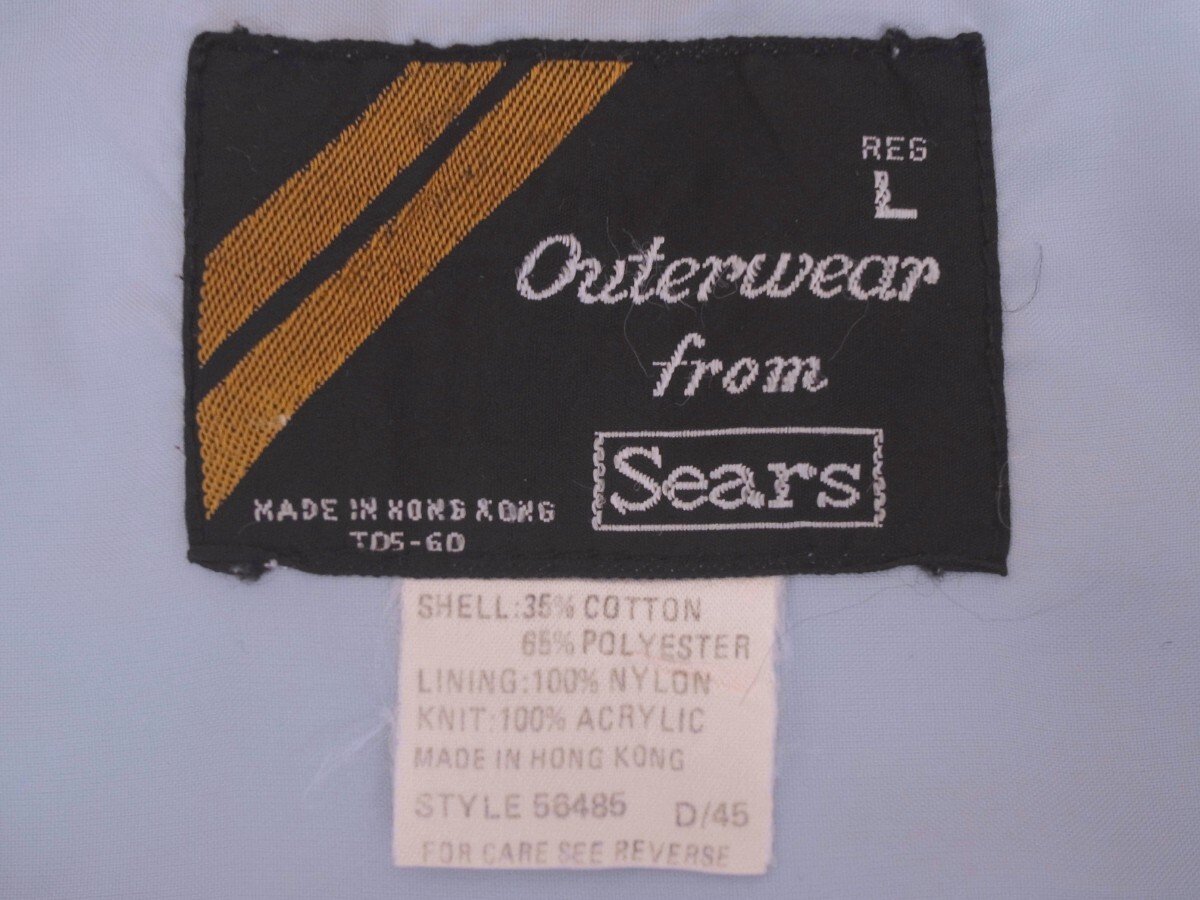 REG
L
Outerwear
from
Sears
MADE IN HONG KONG
TDS-60
SHELL: 35% COTTON
65% POLYESTER
LINING: 100% NYLON
KNIT: 100% ACRYLIC
MADE IN HONG KONG
STYLE 56485 D/45
FOR CARE SEE REVERSE